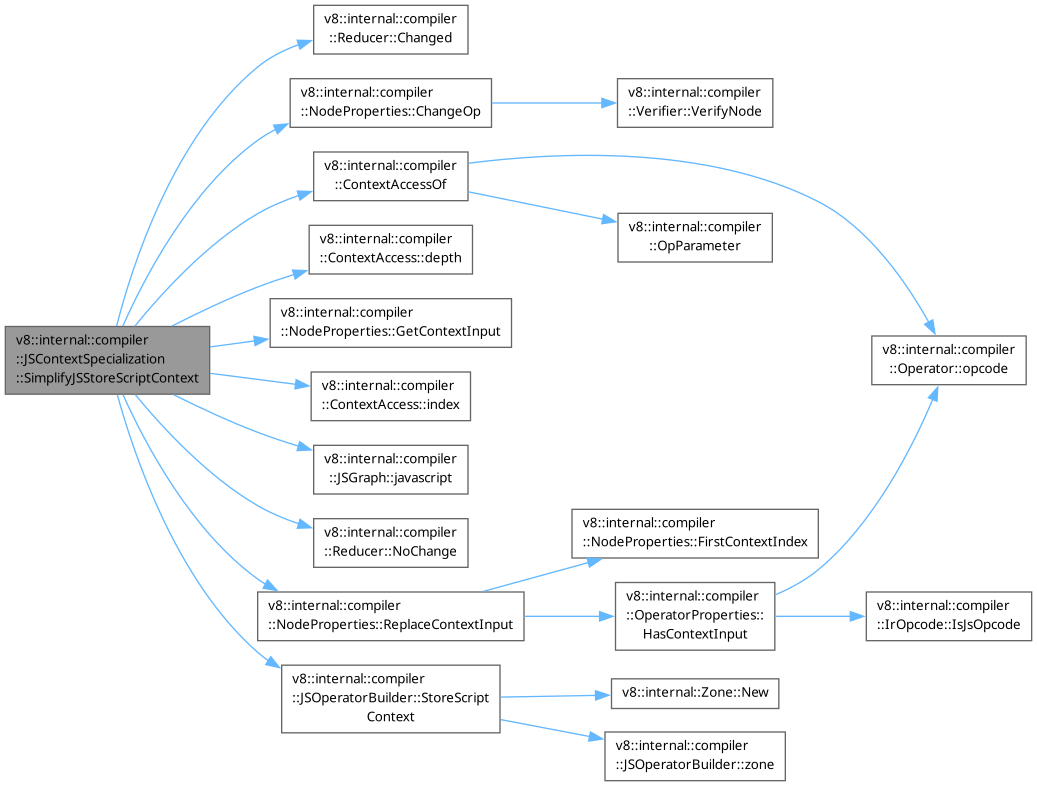 v8::internal::compiler
::JSContextSpecialization
::SimplifyJSStoreScriptContext
v8::internal::compiler
::Reducer::Changed
v8::internal::compiler
::NodeProperties::ChangeOp
v8::internal::compiler
::Verifier::VerifyNode
v8::internal::compiler
::ContextAccessOf
v8::internal::compiler
::OpParameter
v8::internal::compiler
::Operator::opcode
v8::internal::compiler
::ContextAccess::depth
v8::internal::compiler
::NodeProperties::GetContextInput
v8::internal::compiler
::ContextAccess::index
v8::internal::compiler
::JSGraph::javascript
v8::internal::compiler
::Reducer::NoChange
v8::internal::compiler
::NodeProperties::ReplaceContextInput
v8::internal::compiler
::NodeProperties::FirstContextIndex
v8::internal::compiler
::OperatorProperties::
HasContextInput
v8::internal::compiler
::IrOpcode::IsJsOpcode
v8::internal::compiler
::JSOperatorBuilder::StoreScript
Context
v8::internal::Zone::New
v8::internal::compiler
::JSOperatorBuilder::zone